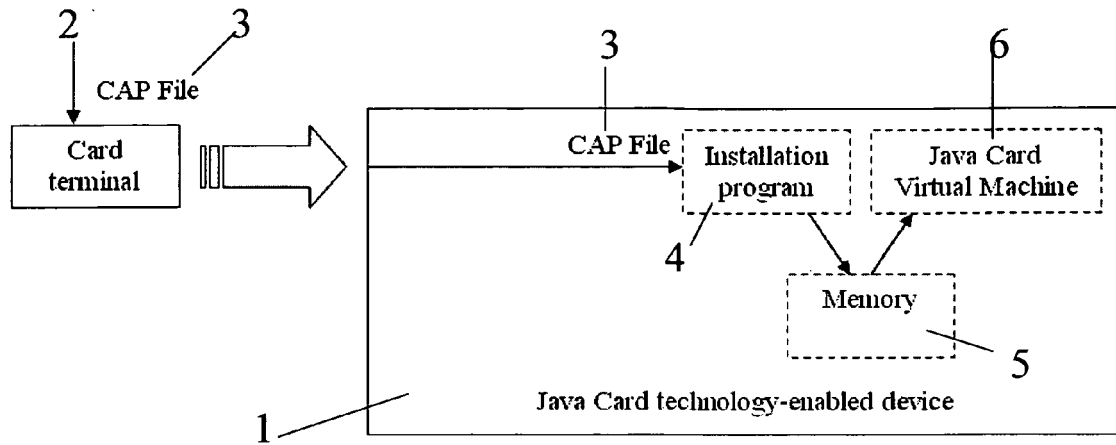 2
3
CAP File
Card
terminal
3
CAP File
6
Installation
program
Java Card
Virtual Machine
4
Memory
5
1
Java Card technology-enabled device